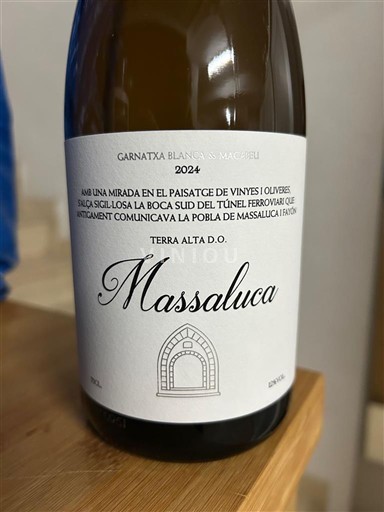 GARNATXA BLANCA & MACABEU
2024
AMB UNA MIRADA EN EL PAISATGE DE VINYES I OLIVERES,
S'ALÇA SIGIL·LOSA LA BOCA SUD DEL TÚNEL FERROVIARI QUE
ANTIGAMENT COMUNICAVA LA POBLA DE MASSALUCA I FAYÓN
TERRA ALTA D.O.
VINIOU
Massaluca